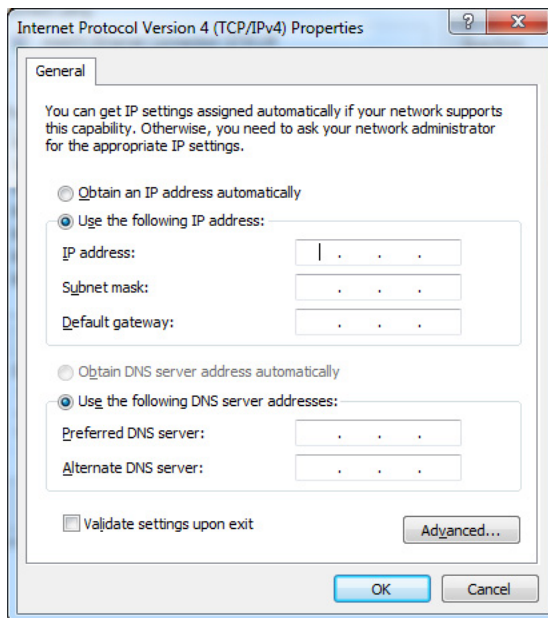 Internet Protocol Version 4 (TCP/IPv4) Properties
?
General
You can get IP settings assigned automatically if your network supports
this capability. Otherwise, you need to ask your network administrator
for the appropriate IP settings.
Obtain an IP address automatically
Use the following IP address:
IP address: . . .
Subnet mask: . . .
Default gateway: . . .
Obtain DNS server address automatically
Use the following DNS server addresses:
Preferred DNS server: . . .
Alternate DNS server: . . .
Validate settings upon exit
Advanced...
OK Cancel